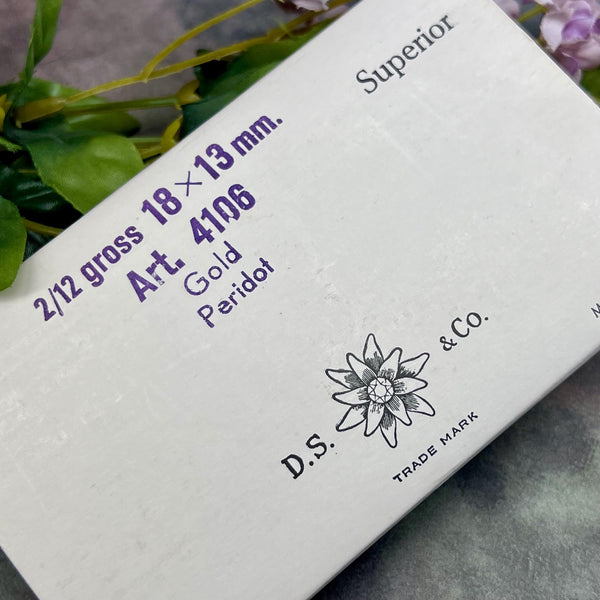 Superior
2/12 gross 18 × 13 mm.
Art. 4106
Gold
Peridot
D.S. & Co.
TRADE MARK